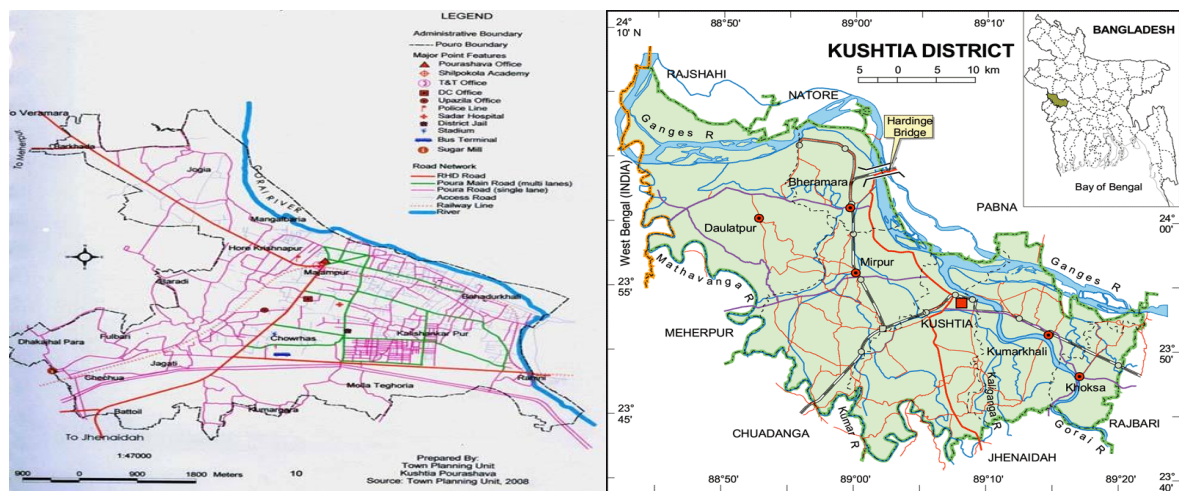 LEGEND
Administrative Boundary
Pouro Boundary
Major Point Features
Pourashava Office
Shilpokola Academy
T&T Office
DC Office
Upazila Office
Police Line
Sadar Hospital
District Jail
Stadium
Bus Terminal
Sugar Mill
Road Network
RHD Road
Poura Main Road (multi lanes)
Poura Road (single lane)
Access Road
Railway Line
River
To Meherpur
Jogia
GORAI RIVER
Mangalbaria
Hore Krishnapur
Majampur
Baradi
Bahadurkhali
Kalishankar Pur
Fulbari
Chowrhas
Dhakajhal Para
Jagati
Molla Teghoria
Kumargara
Battoil
To Jhenaidah
1:47000
900 0 900 1800 Meters
10
Prepared By:
Town Planning Unit
Kushtia Pourashava
Source: Town Planning Unit, 2008
24°
10' N
88°50'
89°00'
89°10'
KUSHTIA DISTRICT
5 0 5 10 km
BANGLADESH
Bay of Bengal
RAJSHAHI
NATORE
Hardinge
Bridge
Ganges R
West Bengal (INDIA)
Bheramara
PABNA
Daulatpur
24°
00'
Mathavanga R
Mirpur
Ganges R
23°
55'
MEHERPUR
KUSHTIA
Kumarkhali
23°
50'
Khoksa
Kaliganga R
Kumar R
Gorai R
RAJBARI
CHUADANGA
JHENAIDAH
23°
45'
23°
40'
88°50'
89°00'
89°10'
89°20'